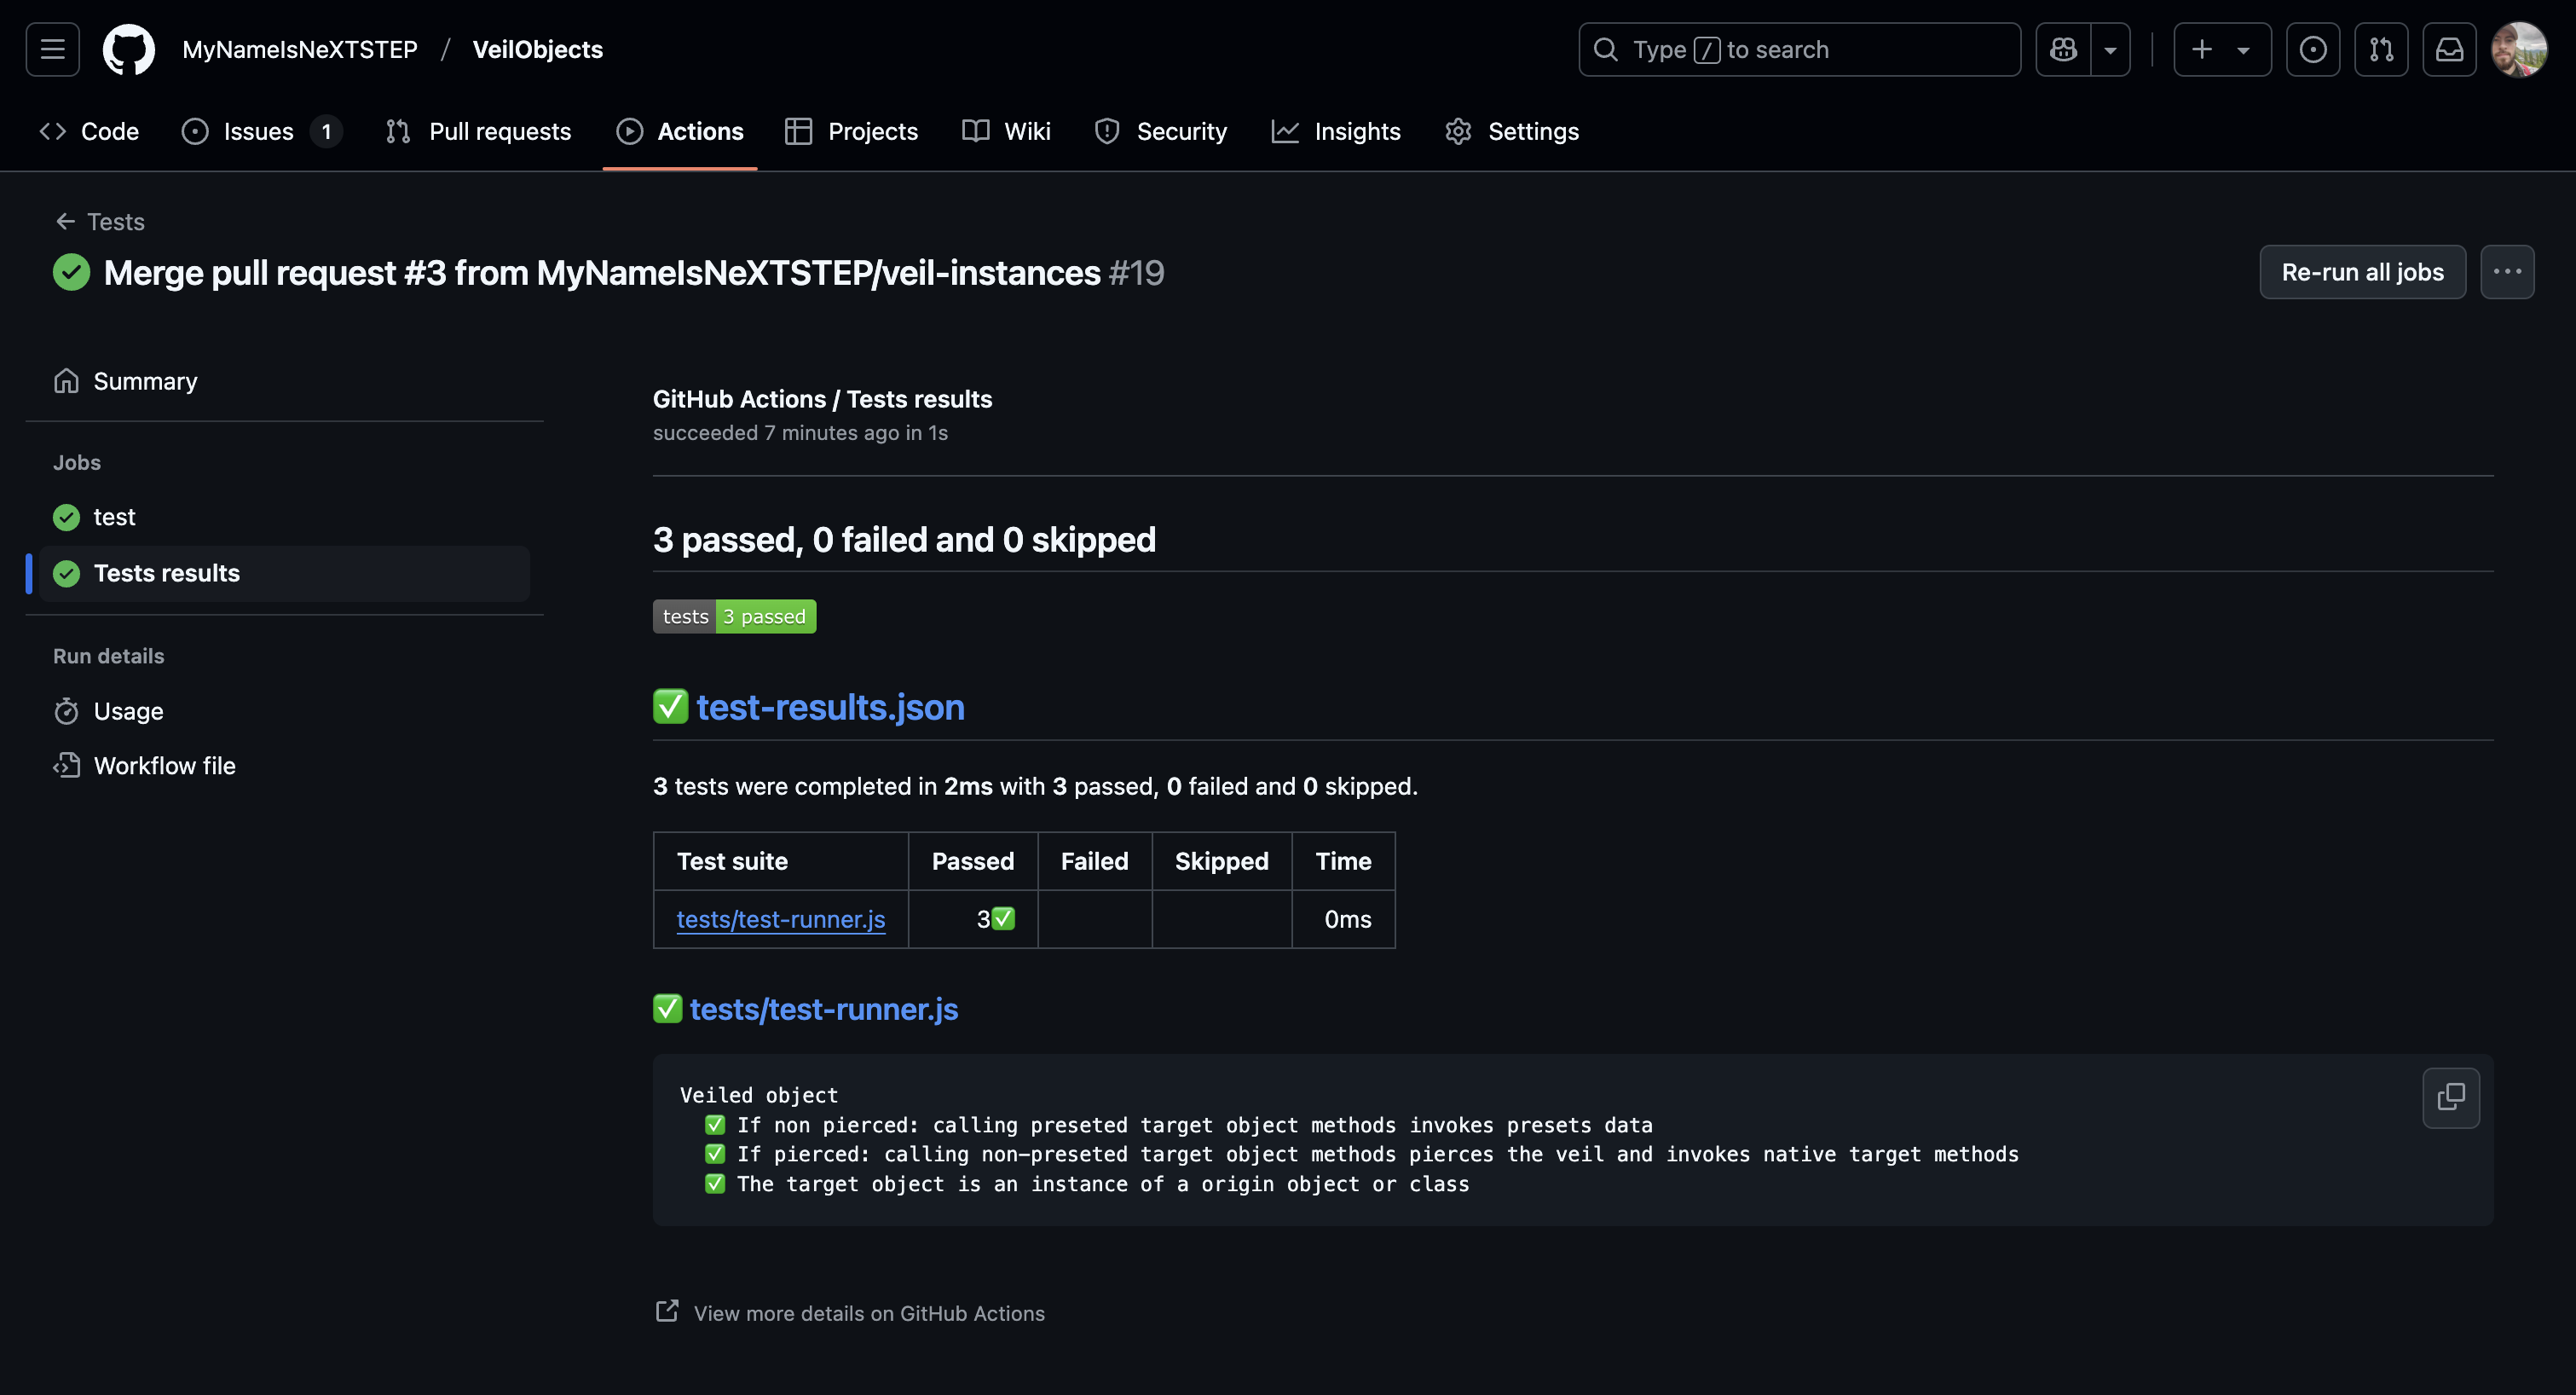 MyNameIsNeXTSTEP / VeilObjects
Type / to search
Code
Issues 1
Pull requests
Actions
Projects
Wiki
Security
Insights
Settings
Tests
Merge pull request #3 from MyNameIsNeXTSTEP/veil-instances #19
Re-run all jobs
Summary
Jobs
test
Tests results
Run details
Usage
Workflow file
GitHub Actions / Tests results
succeeded 7 minutes ago in 1s
3 passed, 0 failed and 0 skipped
tests 3 passed
test-results.json
3 tests were completed in 2ms with 3 passed, 0 failed and 0 skipped.
Test suite Passed Failed Skipped Time
tests/test-runner.js 3 0ms
tests/test-runner.js
Veiled object
If non pierced: calling preseted target object methods invokes presets data
If pierced: calling non-preseted target object methods pierces the veil and invokes native target methods
The target object is an instance of a origin object or class
View more details on GitHub Actions